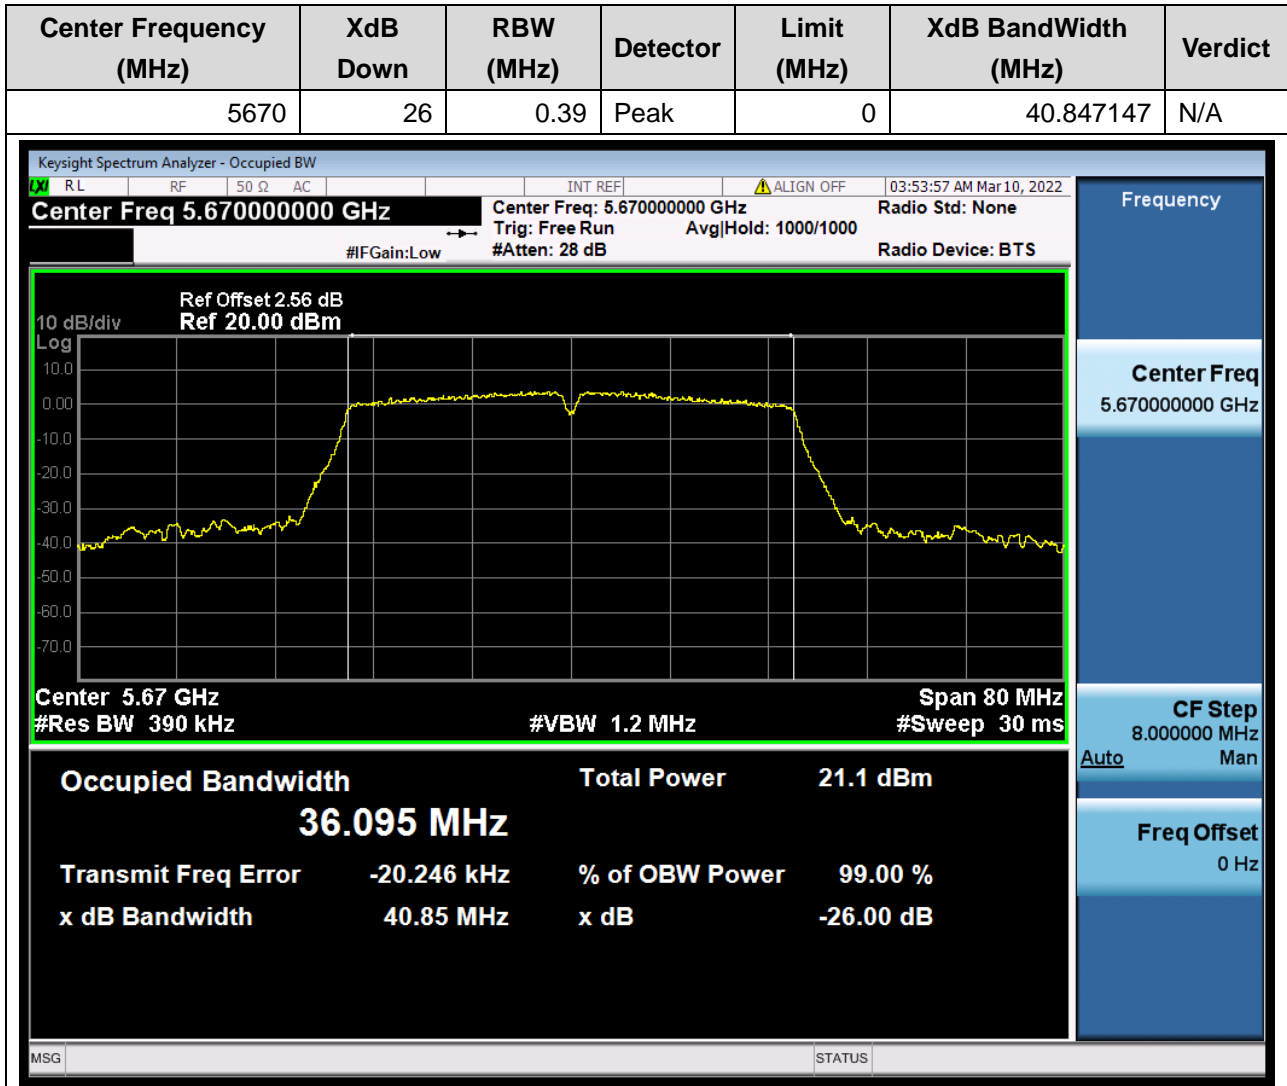 Center Frequency (MHz) XdB Down RBW (MHz) Detector Limit (MHz) XdB BandWidth (MHz) Verdict
5670 26 0.39 Peak 0 40.847147 N/A
Keysight Spectrum Analyzer - Occupied BW
LXI RL RF 50 Ω AC INT REF ALIGN OFF 03:53:57 AM Mar 10, 2022
Center Freq 5.670000000 GHz
Center Freq: 5.670000000 GHz
Radio Std: None
Trig: Free Run Avg|Hold: 1000/1000
#IFGain:Low #Atten: 28 dB
Radio Device: BTS
Ref Offset 2.56 dB
10 dB/div Ref 20.00 dBm
Log
10.0
0.00
-10.0
-20.0
-30.0
-40.0
-50.0
-60.0
-70.0
Center 5.67 GHz Span 80 MHz
#Res BW 390 kHz #VBW 1.2 MHz #Sweep 30 ms
Occupied Bandwidth Total Power 21.1 dBm
36.095 MHz
Transmit Freq Error -20.246 kHz % of OBW Power 99.00 %
x dB Bandwidth 40.85 MHz x dB -26.00 dB
Frequency
Center Freq
5.670000000 GHz
CF Step
8.000000 MHz
Auto Man
Freq Offset
0 Hz
MSG STATUS